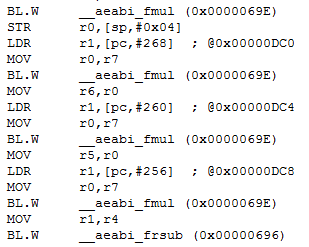 BL.W __aeabi_fmul (0x0000069E)
STR r0,[sp,#0x04]
LDR r1,[pc,#268] ; @0x00000DC0
MOV r0,r7
BL.W __aeabi_fmul (0x0000069E)
MOV r6,r0
LDR r1,[pc,#260] ; @0x00000DC4
MOV r0,r7
BL.W __aeabi_fmul (0x0000069E)
MOV r5,r0
LDR r1,[pc,#256] ; @0x00000DC8
MOV r0,r7
BL.W __aeabi_fmul (0x0000069E)
MOV r1,r4
BL.W __aeabi_frsub (0x00000696)